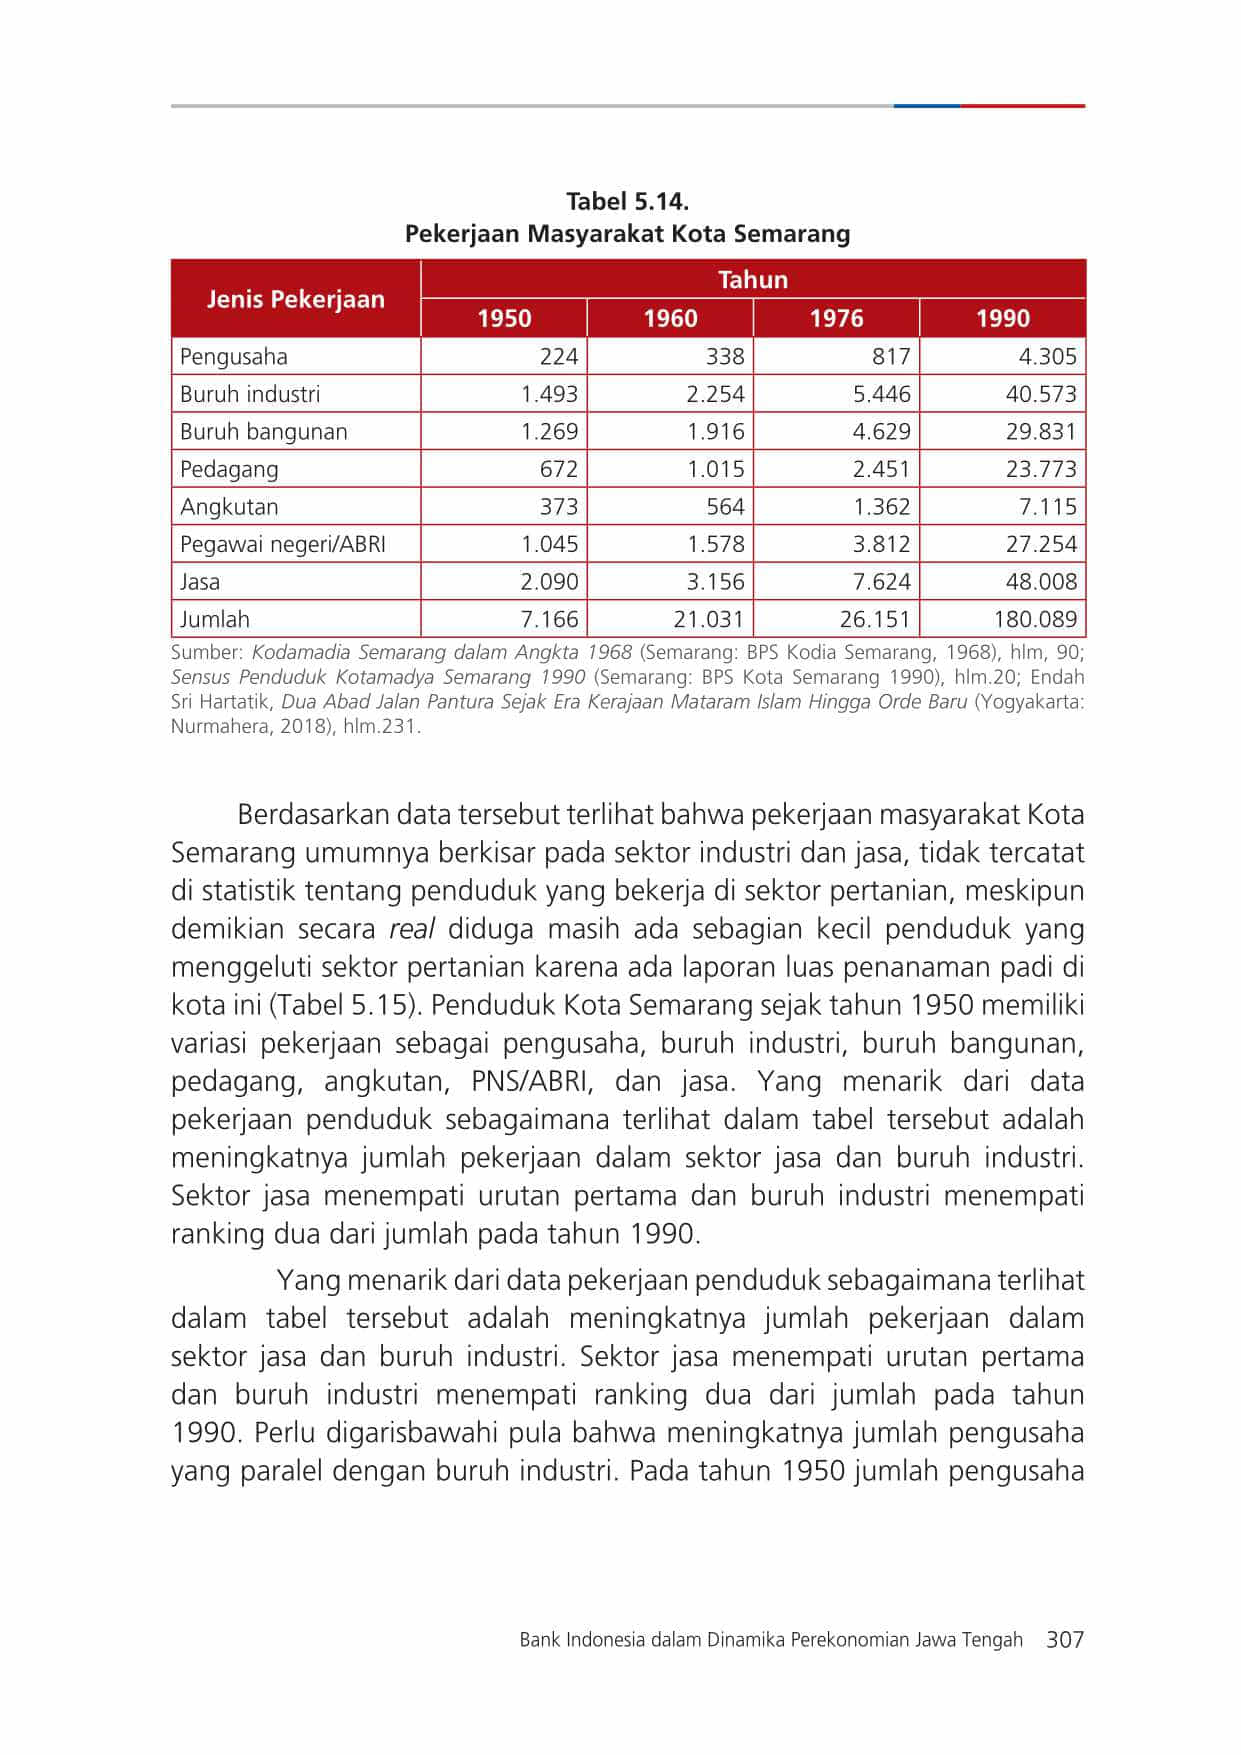 Tabel 5.14.
Pekerjaan Masyarakat Kota Semarang
Jenis Pekerjaan
Tahun
1950 1960 1976 1990
Pengusaha 224 338 817 4.305
Buruh industri 1.493 2.254 5.446 40.573
Buruh bangunan 1.269 1.916 4.629 29.831
Pedagang 672 1.015 2.451 23.773
Angkutan 373 564 1.362 7.115
Pegawai negeri/ABRI 1.045 1.578 3.812 27.254
Jasa 2.090 3.156 7.624 48.008
Jumlah 7.166 21.031 26.151 180.089
Sumber: Kodamadia Semarang dalam Angkta 1968 (Semarang: BPS Kodia Semarang, 1968), hlm, 90;
Sensus Penduduk Kotamadya Semarang 1990 (Semarang: BPS Kota Semarang 1990), hlm.20; Endah
Sri Hartatik, Dua Abad Jalan Pantura Sejak Era Kerajaan Mataram Islam Hingga Orde Baru (Yogyakarta:
Nurmahera, 2018), hlm.231.
Berdasarkan data tersebut terlihat bahwa pekerjaan masyarakat Kota
Semarang umumnya berkisar pada sektor industri dan jasa, tidak tercatat
di statistik tentang penduduk yang bekerja di sektor pertanian, meskipun
demikian secara real diduga masih ada sebagian kecil penduduk yang
menggeluti sektor pertanian karena ada laporan luas penanaman padi di
kota ini (Tabel 5.15). Penduduk Kota Semarang sejak tahun 1950 memiliki
variasi pekerjaan sebagai pengusaha, buruh industri, buruh bangunan,
pedagang, angkutan, PNS/ABRI, dan jasa. Yang menarik dari data
pekerjaan penduduk sebagaimana terlihat dalam tabel tersebut adalah
meningkatnya jumlah pekerjaan dalam sektor jasa dan buruh industri.
Sektor jasa menempati urutan pertama dan buruh industri menempati
ranking dua dari jumlah pada tahun 1990.
Yang menarik dari data pekerjaan penduduk sebagaimana terlihat
dalam tabel tersebut adalah meningkatnya jumlah pekerjaan dalam
sektor jasa dan buruh industri. Sektor jasa menempati urutan pertama
dan buruh industri menempati ranking dua dari jumlah pada tahun
1990. Perlu digarisbawahi pula bahwa meningkatnya jumlah pengusaha
yang paralel dengan buruh industri. Pada tahun 1950 jumlah pengusaha
Bank Indonesia dalam Dinamika Perekonomian Jawa Tengah 307